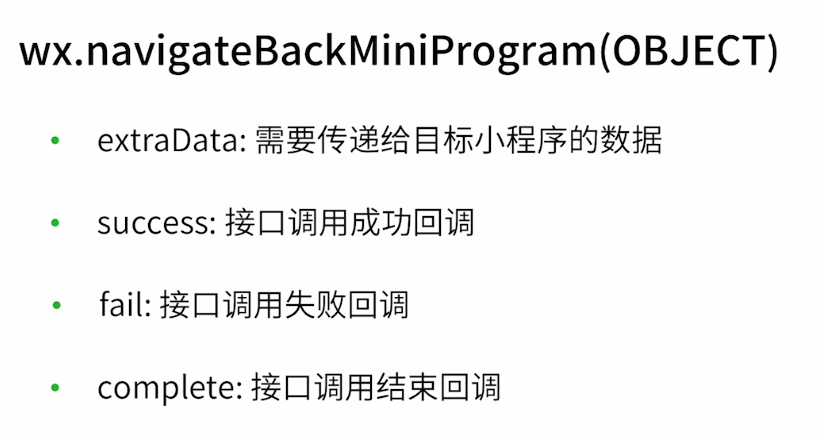 wx.navigateBackMiniProgram(OBJECT)
• extraData: 需要传递给目标小程序的数据
• success: 接口调用成功回调
• fail: 接口调用失败回调
• complete: 接口调用结束回调